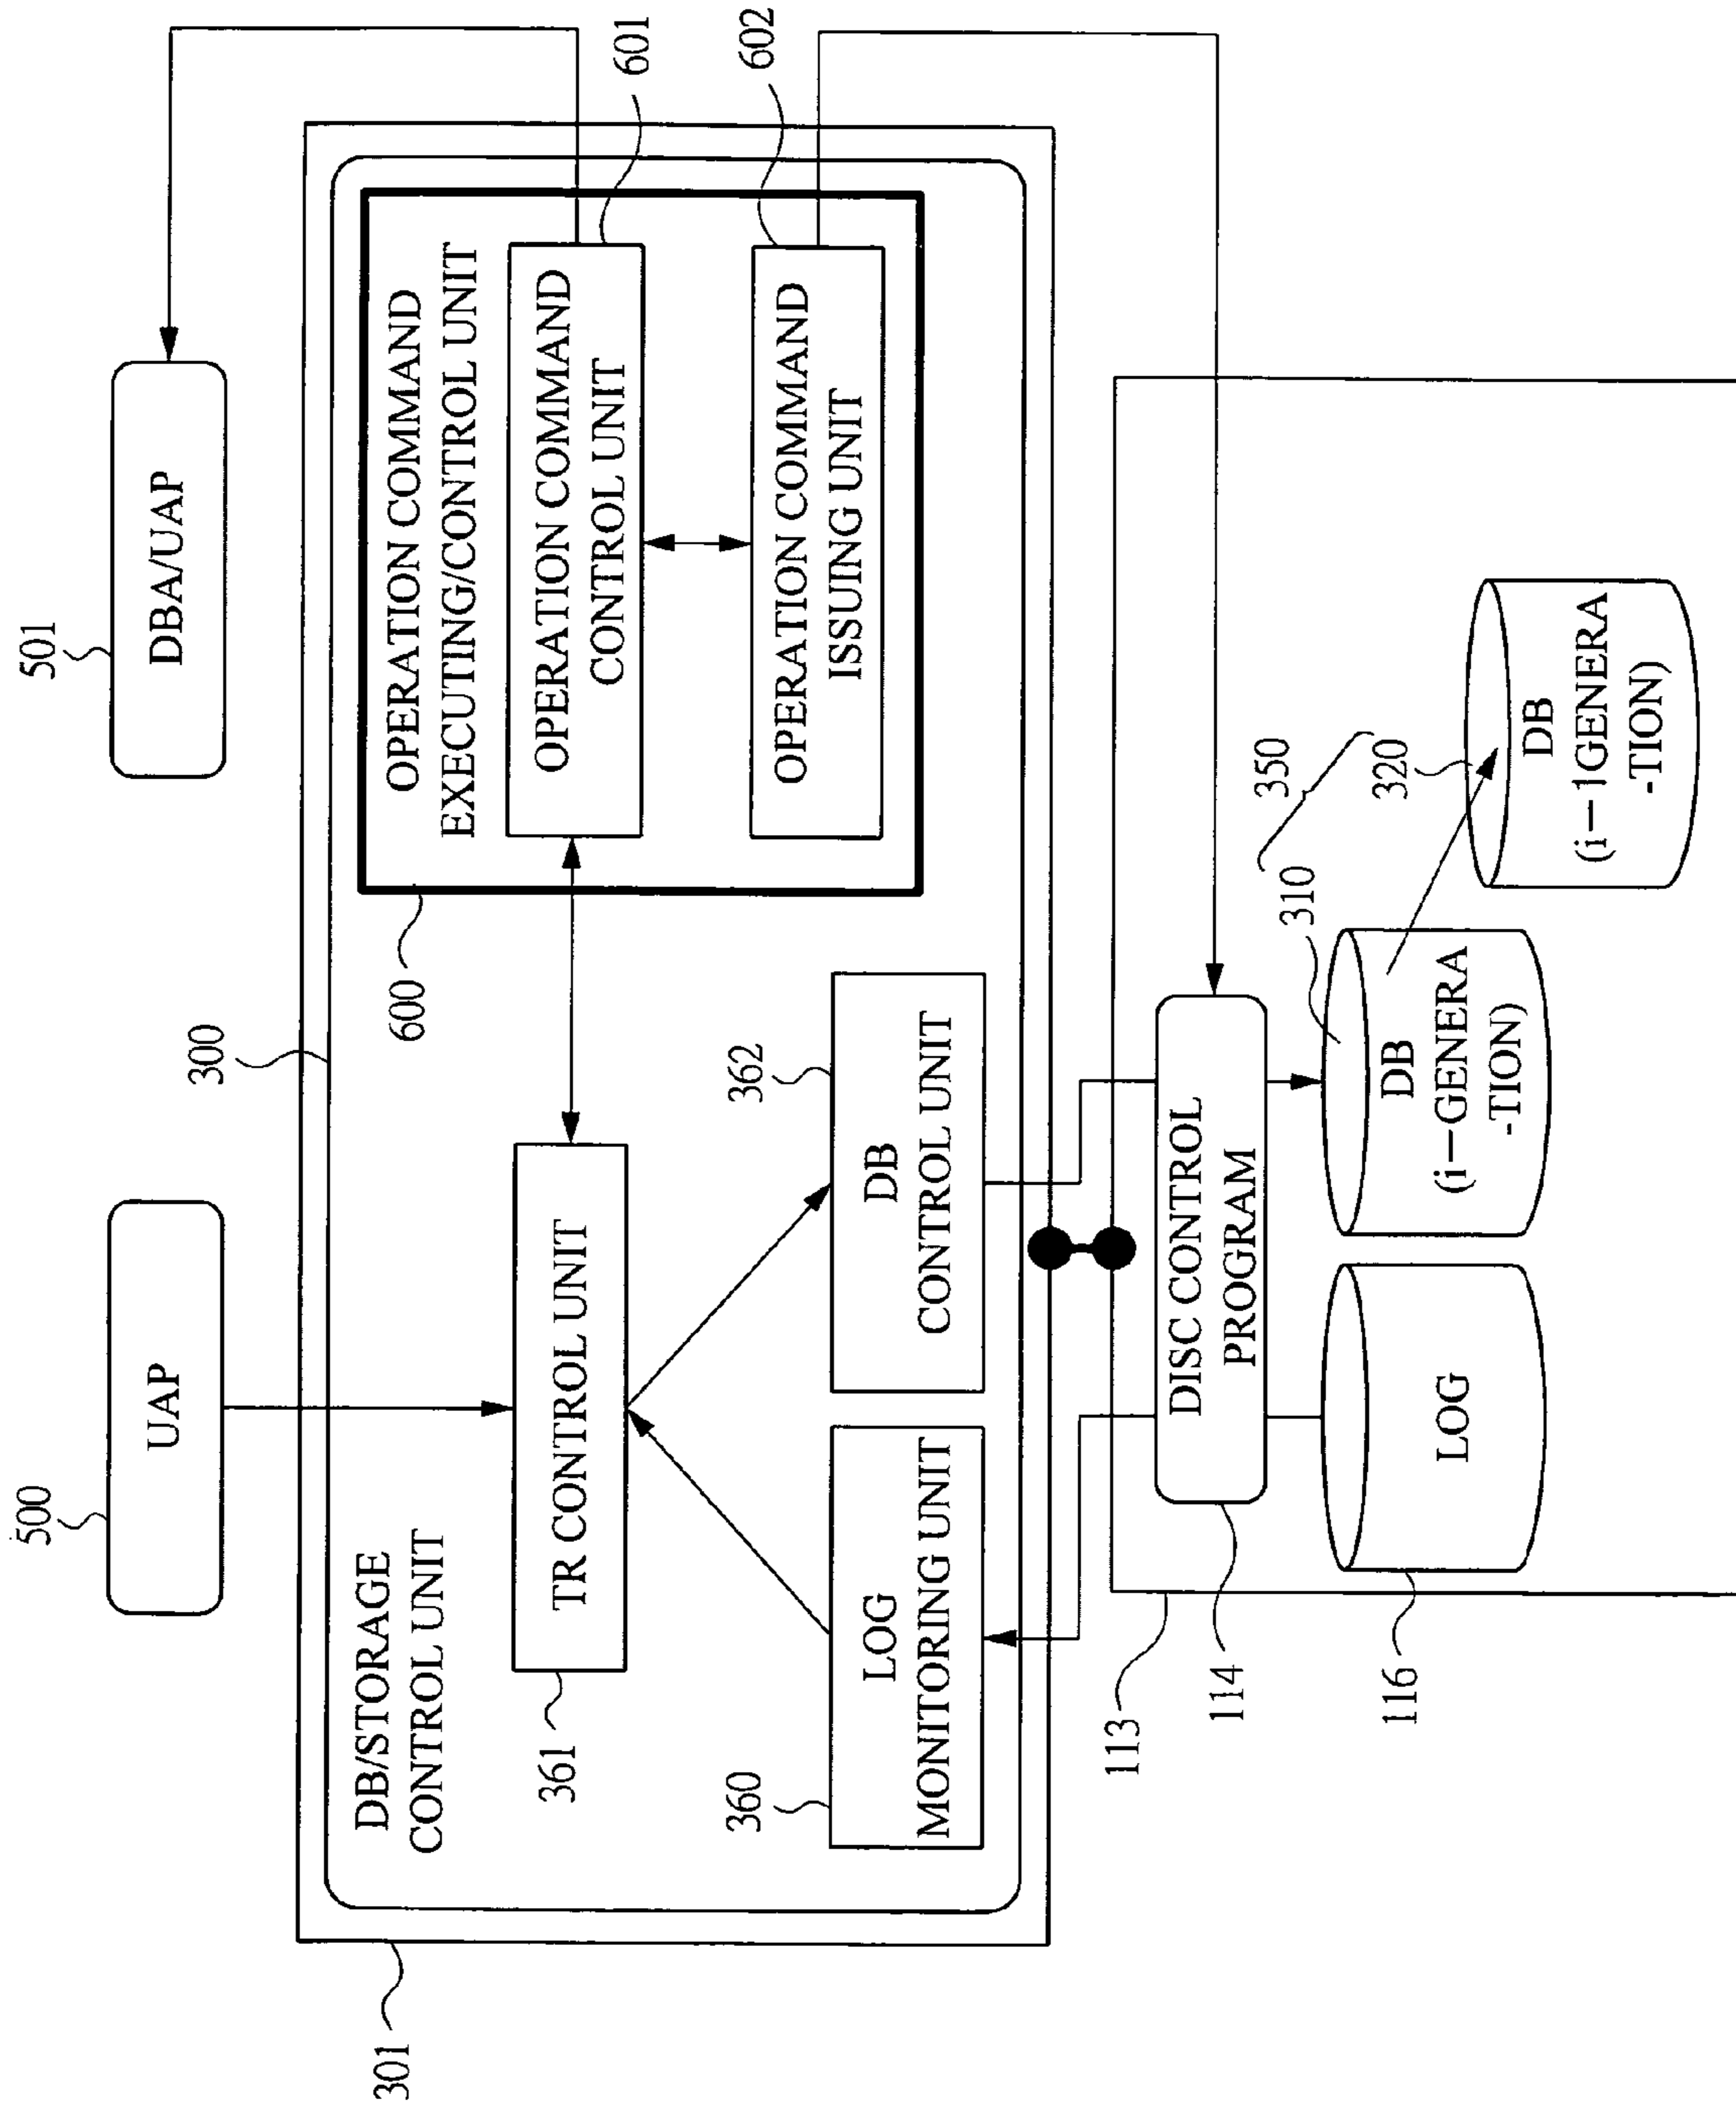 500
UAP
501
DBA/UAP
300
301
DB/STORAGE
CONTROL UNIT
361
TR CONTROL UNIT
600
OPERATION COMMAND
EXECUTING/CONTROL UNIT
OPERATION COMMAND
CONTROL UNIT
601
OPERATION COMMAND
ISSUING UNIT
602
360
LOG
MONITORING UNIT
362
DB
CONTROL UNIT
113
114
DISC CONTROL
PROGRAM
116
LOG
310
350
320
DB
(i−GENERA
-TION)
DB
(i−1GENERA
-TION)